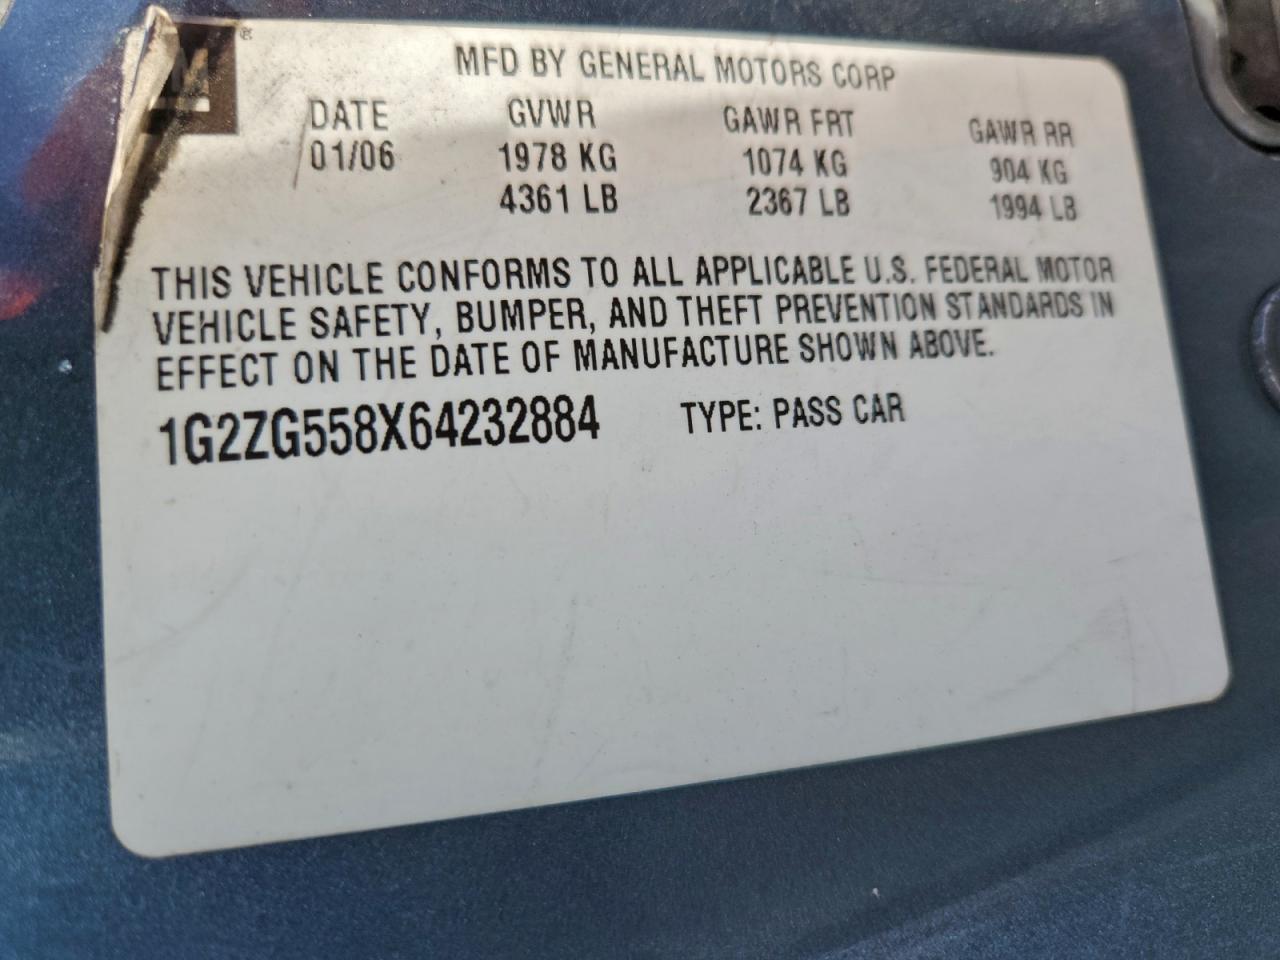 MFD BY GENERAL MOTORS CORP
DATE GVWR GAWR FRT GAWR RR
01/06 1978 KG 1074 KG 904 KG
4361 LB 2367 LB 1994 LB
THIS VEHICLE CONFORMS TO ALL APPLICABLE U.S. FEDERAL MOTOR
VEHICLE SAFETY, BUMPER, AND THEFT PREVENTION STANDARDS IN
EFFECT ON THE DATE OF MANUFACTURE SHOWN ABOVE.
1G2ZG558X64232884 TYPE: PASS CAR